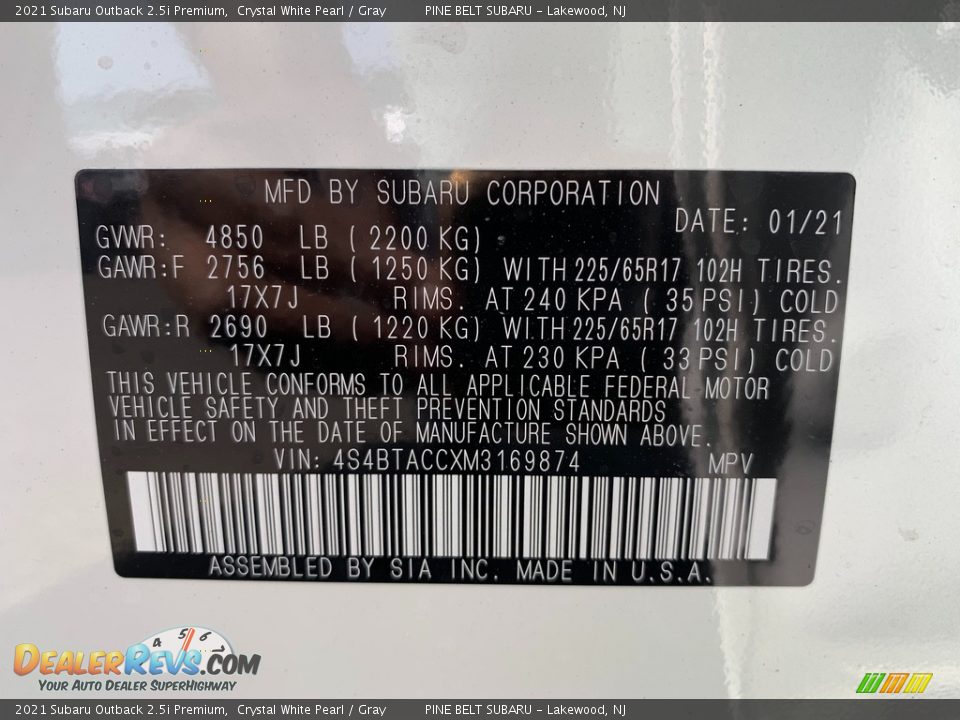 2021 Subaru Outback 2.5i Premium, Crystal White Pearl / Gray PINE BELT SUBARU - Lakewood, NJ
MFD BY SUBARU CORPORATION
DATE: 01/21
GVWR: 4850 LB ( 2200 KG)
GAWR:F 2756 LB ( 1250 KG) WITH 225/65R17 102H TIRES.
17X7J RIMS. AT 240 KPA ( 35 PSI) COLD
GAWR:R 2690 LB ( 1220 KG) WITH 225/65R17 102H TIRES.
17X7J RIMS. AT 230 KPA ( 33 PSI) COLD
THIS VEHICLE CONFORMS TO ALL APPLICABLE FEDERAL MOTOR
VEHICLE SAFETY AND THEFT PREVENTION STANDARDS
IN EFFECT ON THE DATE OF MANUFACTURE SHOWN ABOVE.
VIN: 4S4BTACCXM3169874 MPV
ASSEMBLED BY SIA INC. MADE IN U.S.A.
4 5 6
DEALERREVS.COM
YOUR AUTO DEALER SUPERHIGHWAY
2021 Subaru Outback 2.5i Premium, Crystal White Pearl / Gray PINE BELT SUBARU - Lakewood, NJ